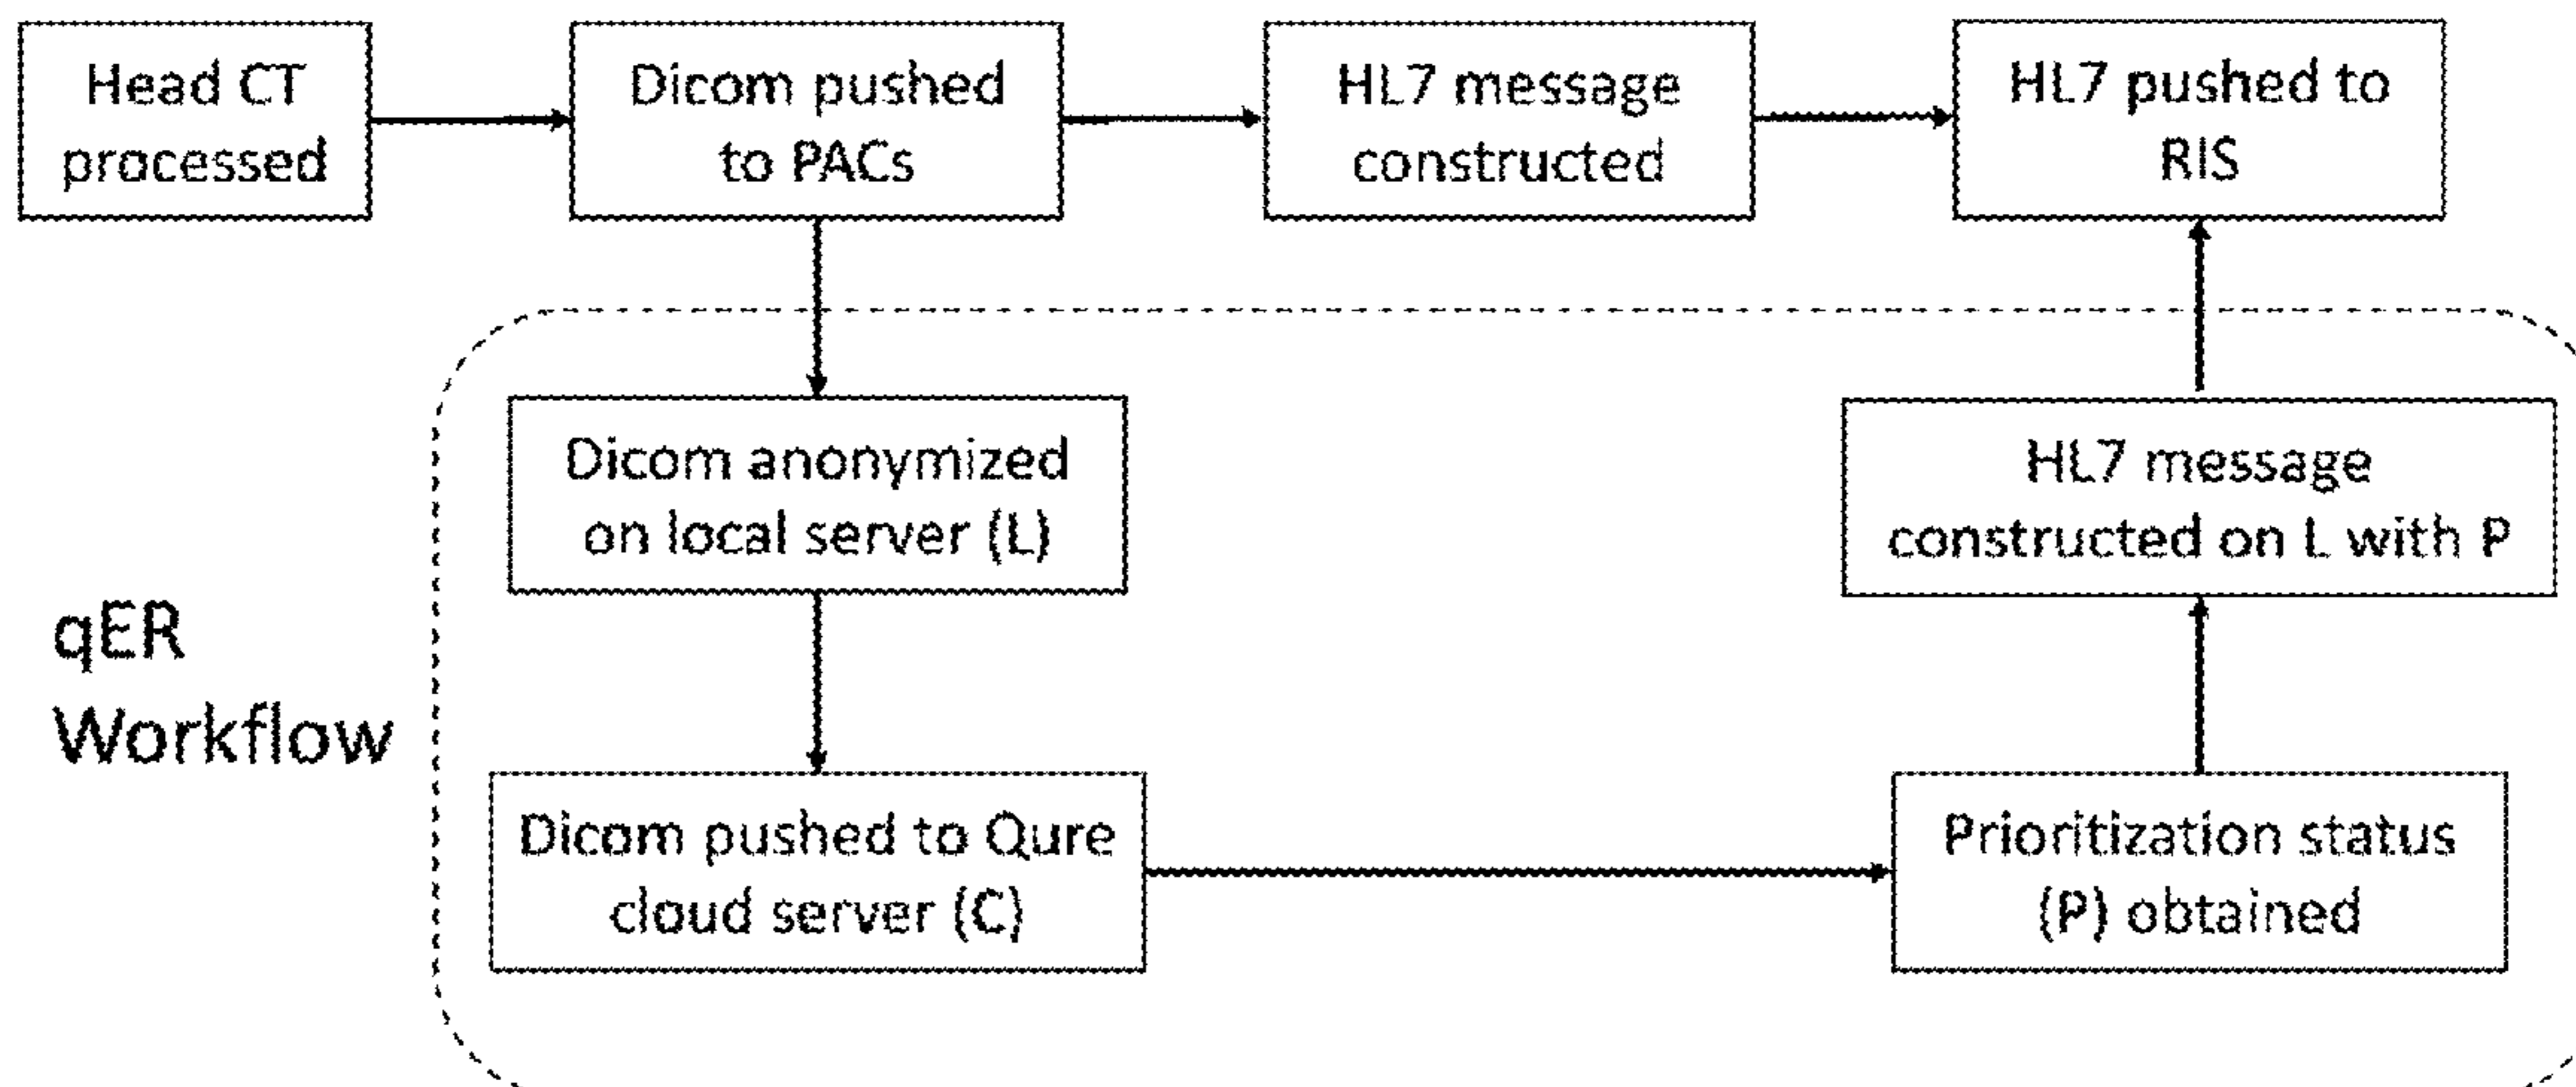 Head CT
processed
Dicom pushed
to PACs
HL7 message
constructed
HL7 pushed to
RIS
Dicom anonymized
on local server (L)
HL7 message
constructed on L with P
qER
Workflow
Dicom pushed to Qure
cloud server (C)
Prioritization status
(P) obtained